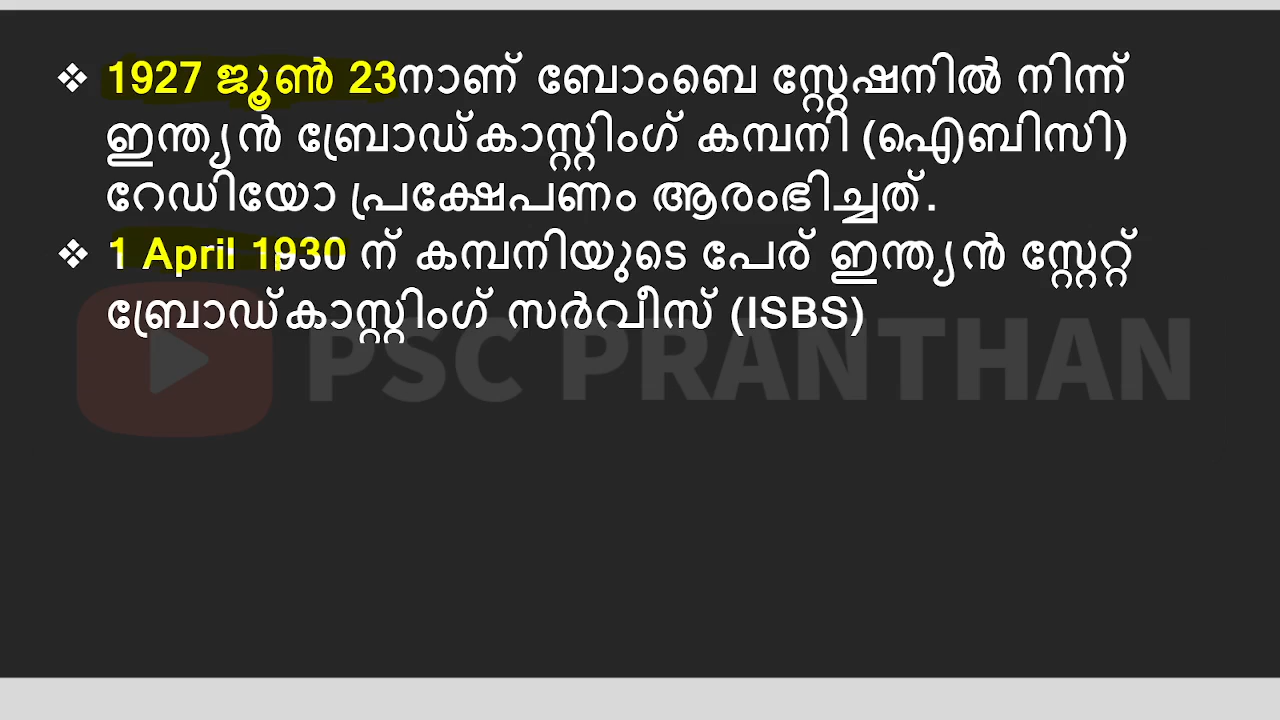 ❖ 1927 ജൂൺ 23നാണ് ബോംബെ സ്റ്റേഷനിൽ നിന്ന്
ഇന്ത്യൻ ബ്രോഡ്കാസ്റ്റിംഗ് കമ്പനി (ഐബിസി)
റേഡിയോ പ്രക്ഷേപണം ആരംഭിച്ചത്.
❖ 1 April 1930 ന് കമ്പനിയുടെ പേര് ഇന്ത്യൻ സ്റ്റേറ്റ്
ബ്രോഡ്കാസ്റ്റിംഗ് സർവീസ് (ISBS)
PSC PRANTHAN